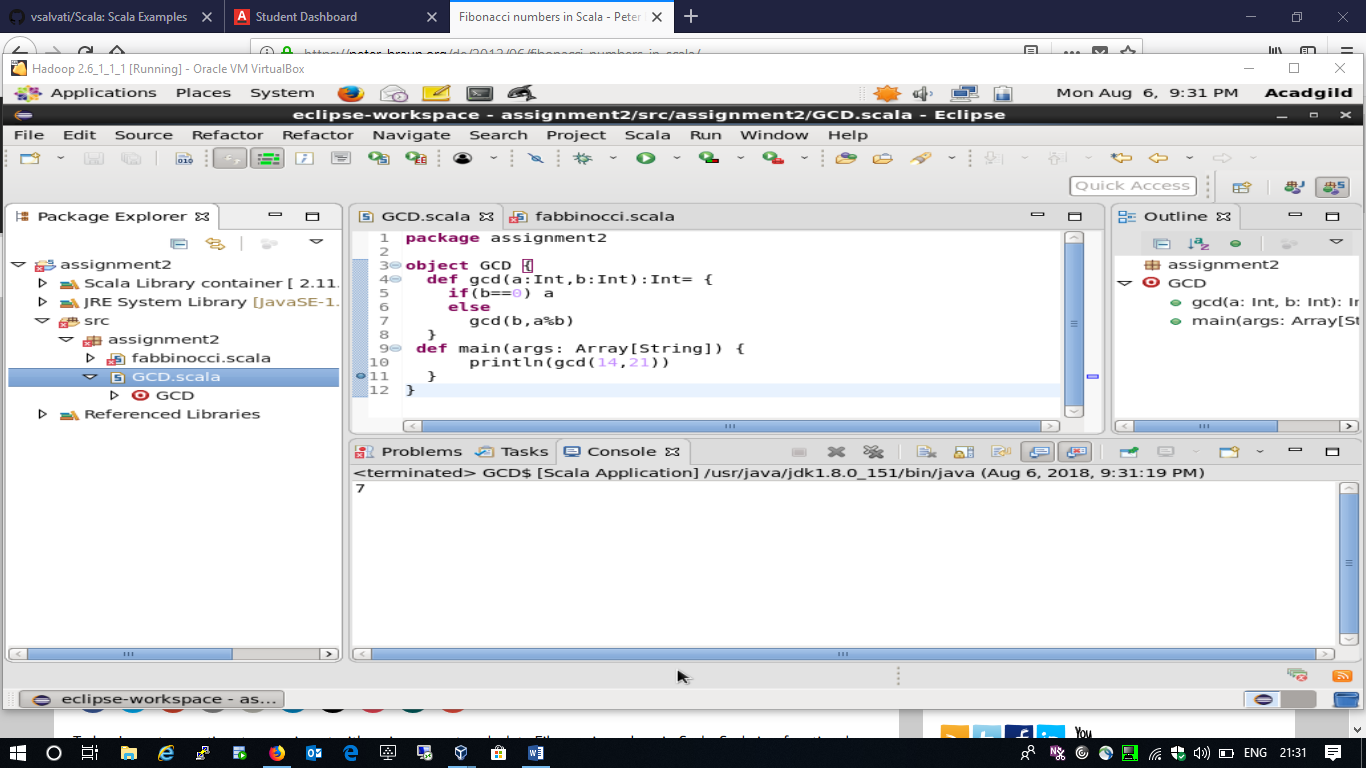 vsalvati/Scala: Scala Examples
Student Dashboard
Fibonacci numbers in Scala - Peter
Hadoop 2.6_1_1_1 [Running] - Oracle VM VirtualBox
Applications Places System
Mon Aug 6, 9:31 PM Acadgild
eclipse-workspace - assignment2/src/assignment2/GCD.scala - Eclipse
File Edit Source Refactor Refactor Navigate Search Project Scala Run Window Help
Quick Access
Package Explorer
assignment2
Scala Library container [ 2.11.
JRE System Library [JavaSE-1.
src
assignment2
fabbinocci.scala
GCD.scala
GCD
Referenced Libraries
GCD.scala
fabbinocci.scala
1 package assignment2
2
3 object GCD {
4 def gcd(a:Int,b:Int):Int= {
5 if(b==0) a
6 else
7 gcd(b,a%b)
8 }
9 def main(args: Array[String]) {
10 println(gcd(14,21))
11 }
12 }
Outline
assignment2
GCD
gcd(a: Int, b: Int): Ir
main(args: Array[St
Problems Tasks Console
<terminated> GCD$ [Scala Application] /usr/java/jdk1.8.0_151/bin/java (Aug 6, 2018, 9:31:19 PM)
7
eclipse-workspace - as...
You
ENG 21:31